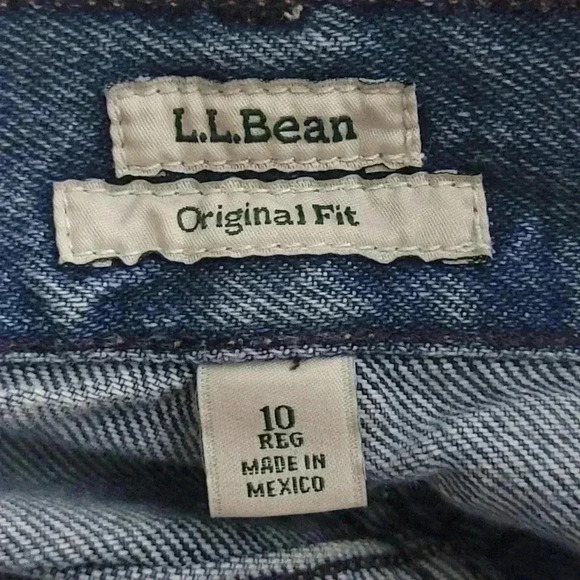 L.L.Bean
Original Fit
10
REG
MADE IN
MEXICO